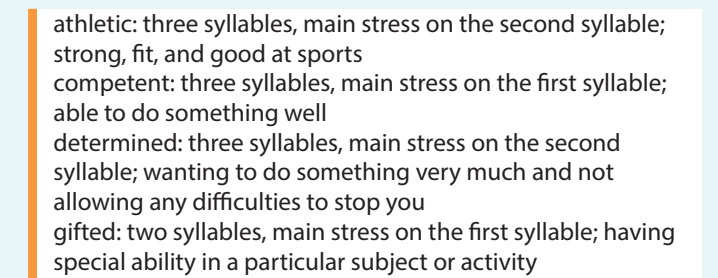 athletic: three syllables, main stress on the second syllable;
strong, fit, and good at sports
competent: three syllables, main stress on the first syllable;
able to do something well
determined: three syllables, main stress on the second
syllable; wanting to do something very much and not
allowing any difficulties to stop you
gifted: two syllables, main stress on the first syllable; having
special ability in a particular subject or activity